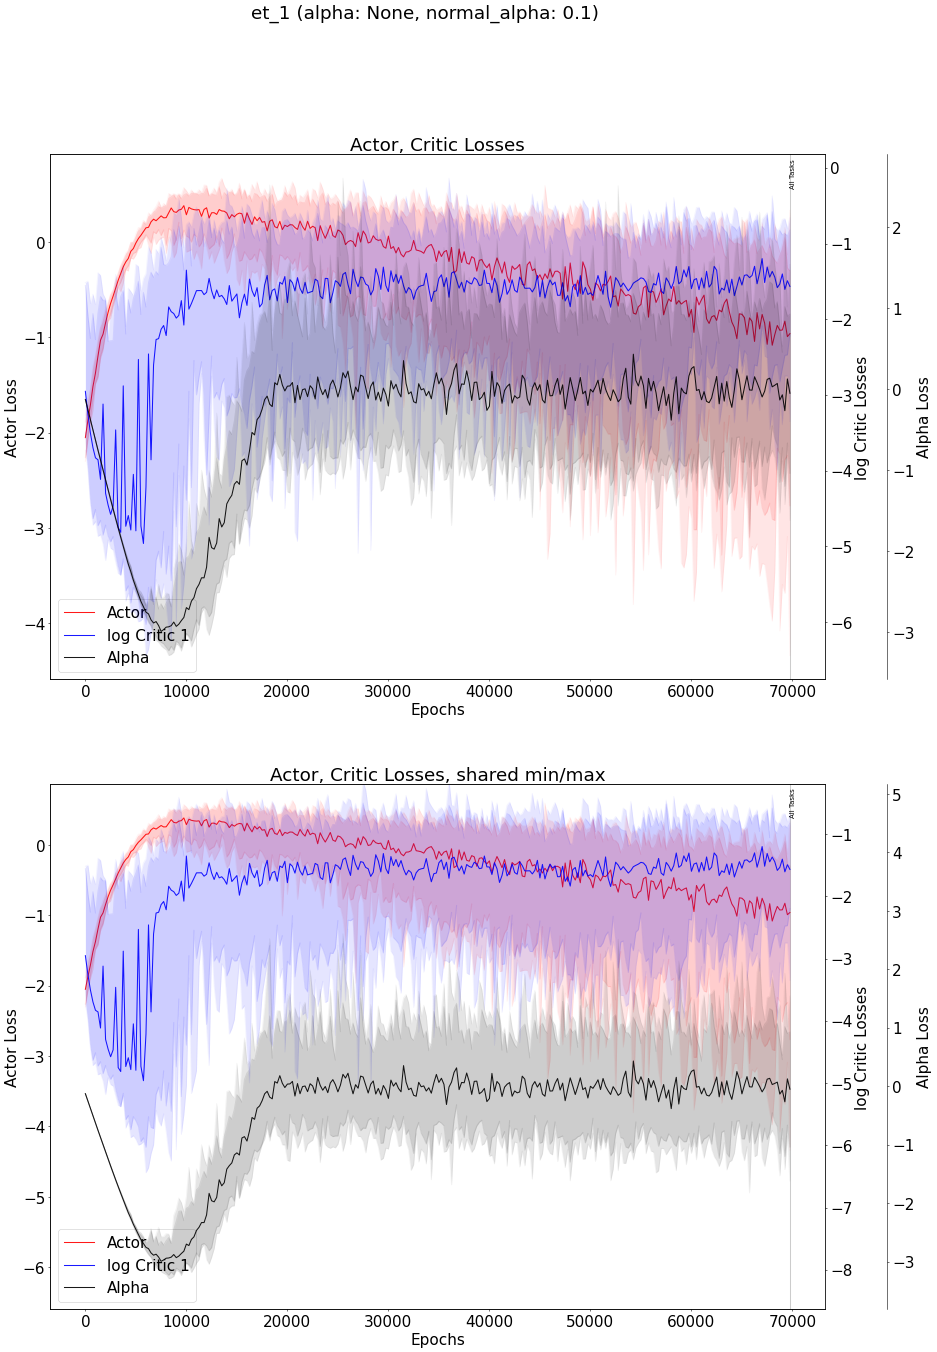 et_1 (alpha: None, normal_alpha: 0.1)
Actor, Critic Losses
All Tasks
Actor Loss
0
−1
−2
−3
−4
0
−1
−2
−3
−4
−5
−6
log Critic Losses
2
1
0
−1
−2
−3
Alpha Loss
Actor
log Critic 1
Alpha
0 10000 20000 30000 40000 50000 60000 70000
Epochs
Actor, Critic Losses, shared min/max
All Tasks
Actor Loss
0
−1
−2
−3
−4
−5
−6
−1
−2
−3
−4
−5
−6
−7
−8
log Critic Losses
5
4
3
2
1
0
−1
−2
−3
Alpha Loss
Actor
log Critic 1
Alpha
0 10000 20000 30000 40000 50000 60000 70000
Epochs